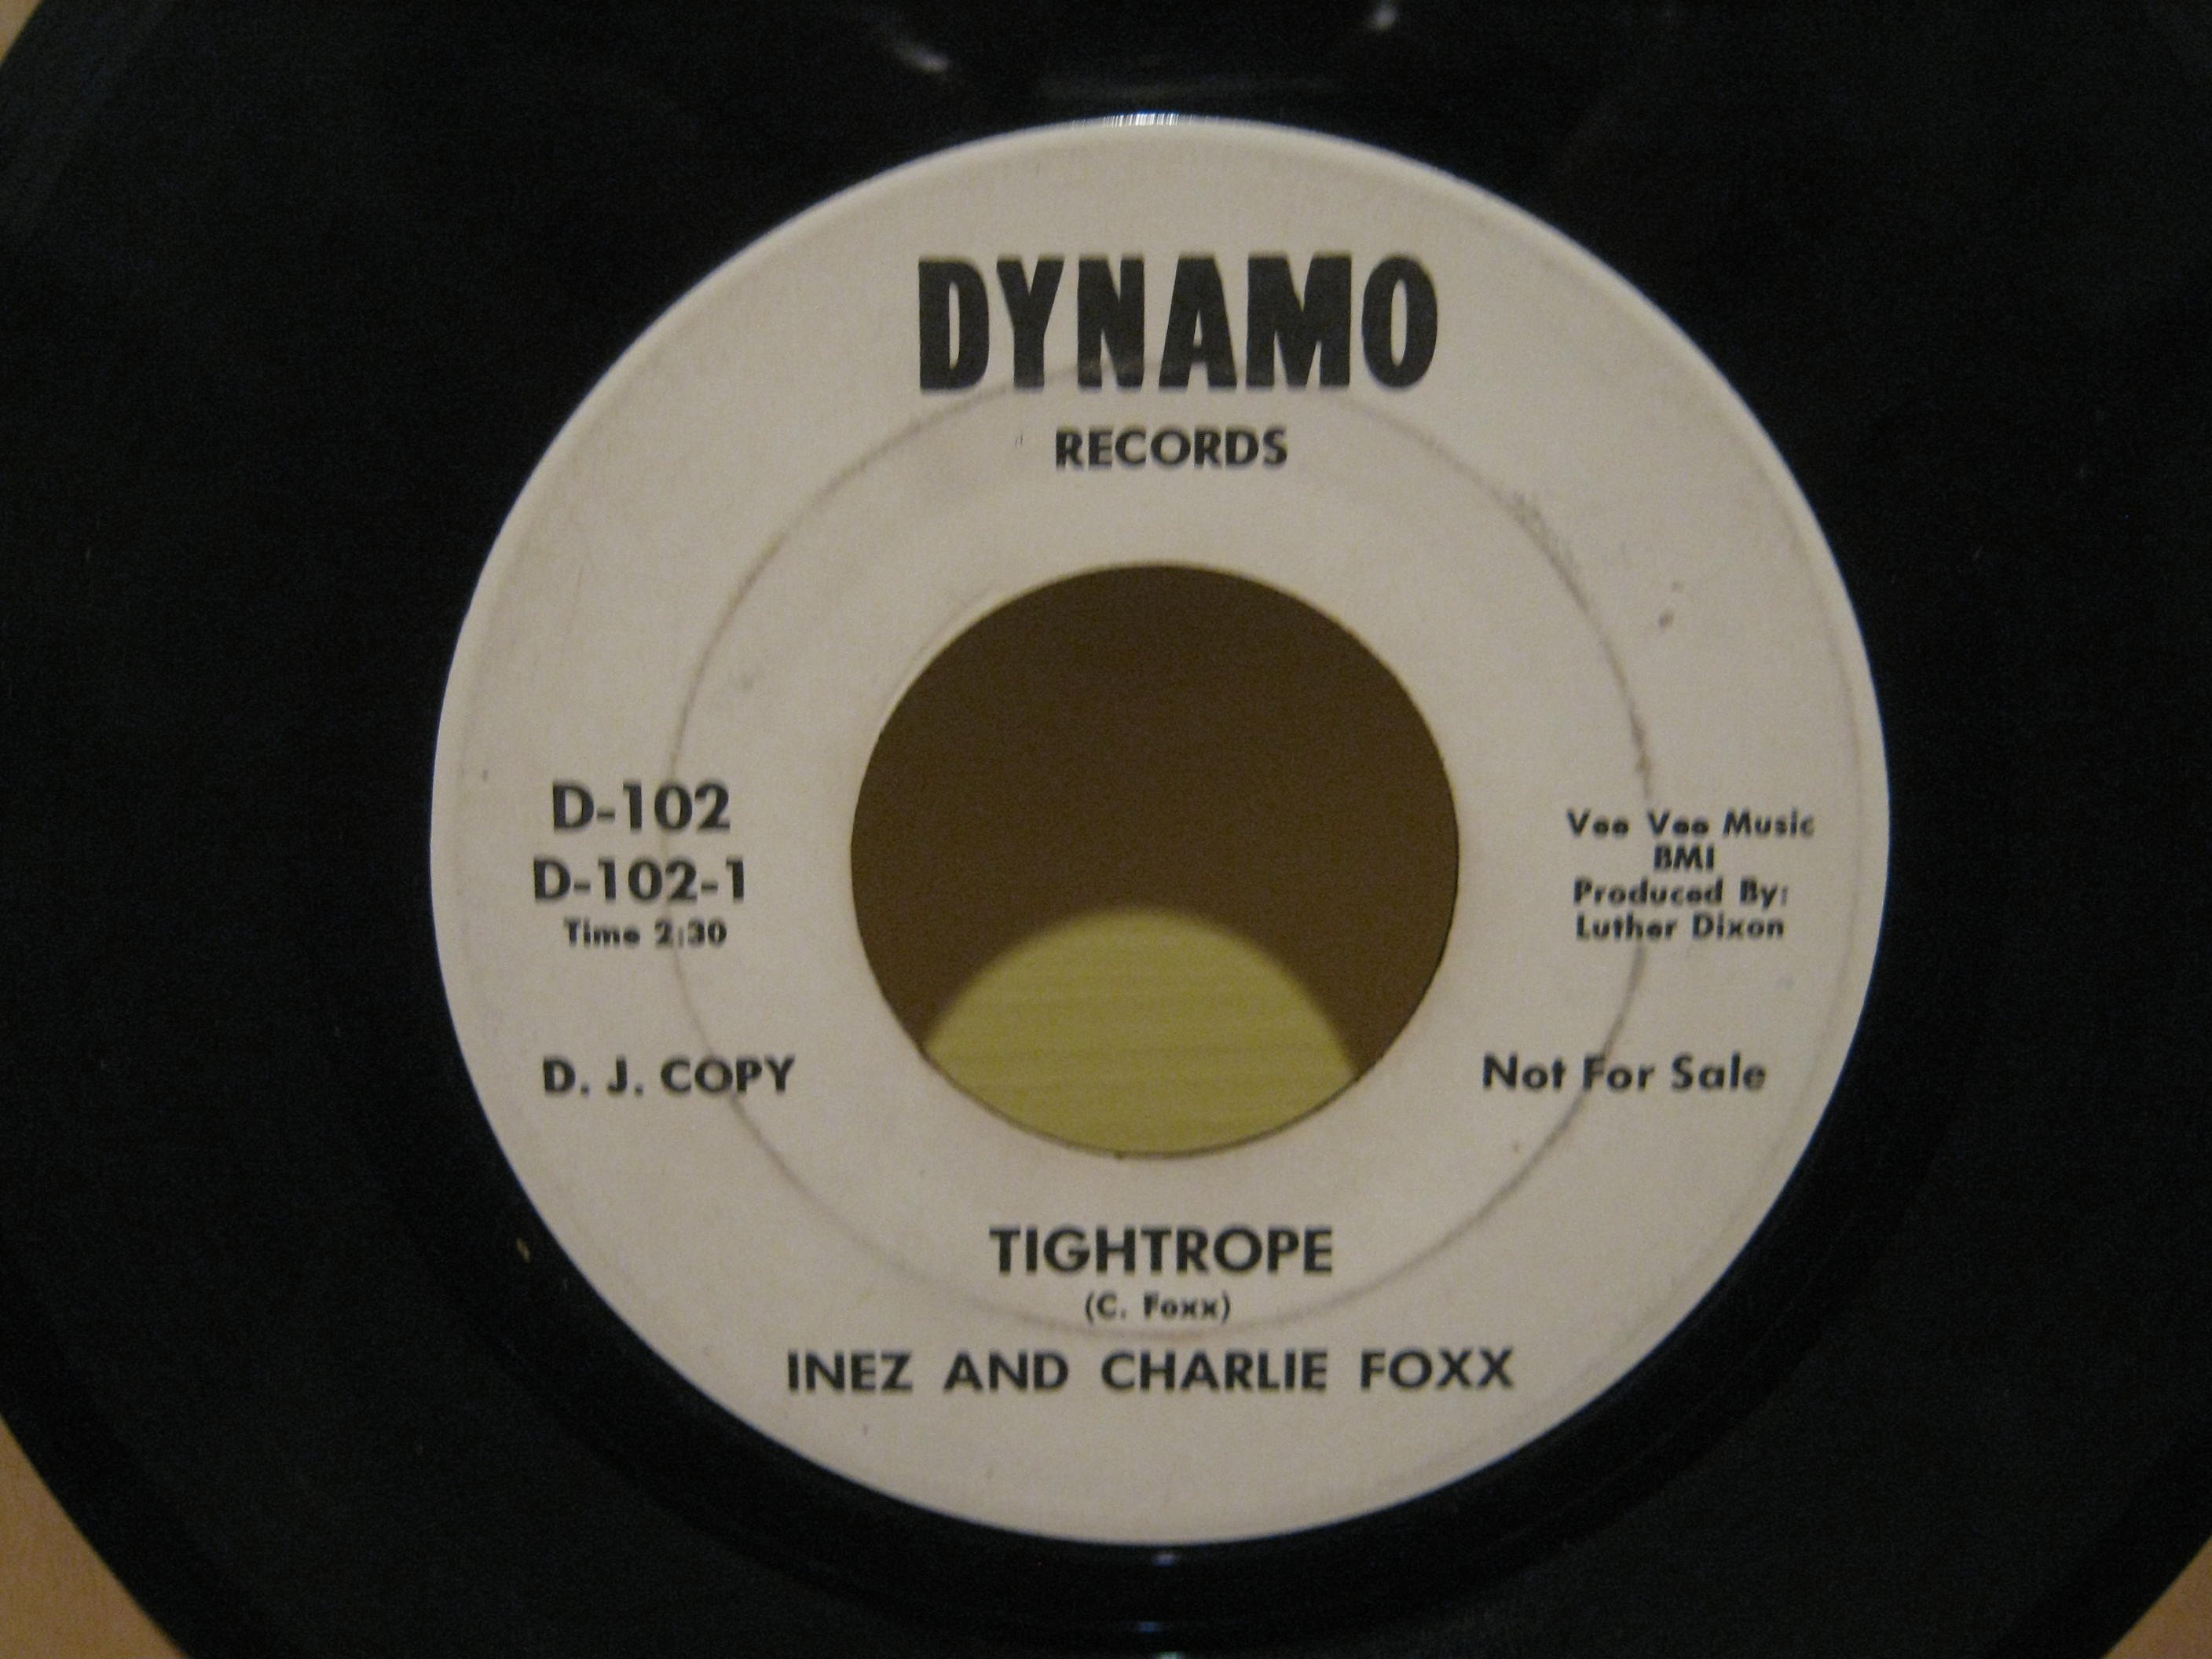 DYNAMO
RECORDS
D-102
D-102-1
Time 2:30
Vee Vee Music
BMI
Produced By:
Luther Dixon
D. J. COPY
Not For Sale
TIGHTROPE
(C. Foxx)
INEZ AND CHARLIE FOXX